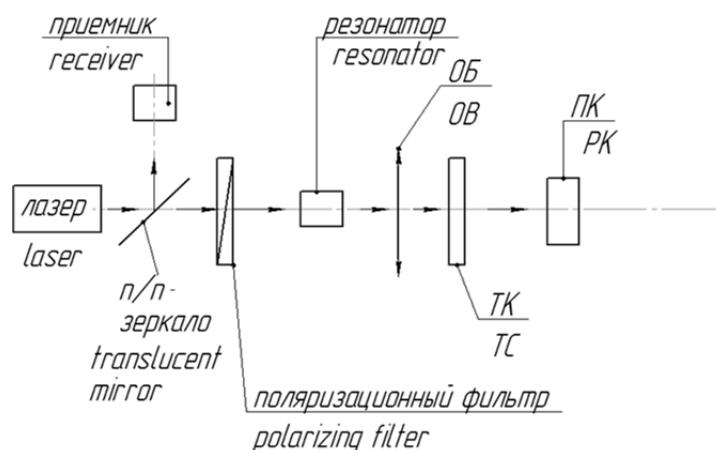 приемник
receiver
резонатор
resonator
ОБ
OB
ПК
PK
лазер
laser
п/п-
зеркало
translucent
mirror
ТК
TC
поляризационный фильтр
polarizing filter